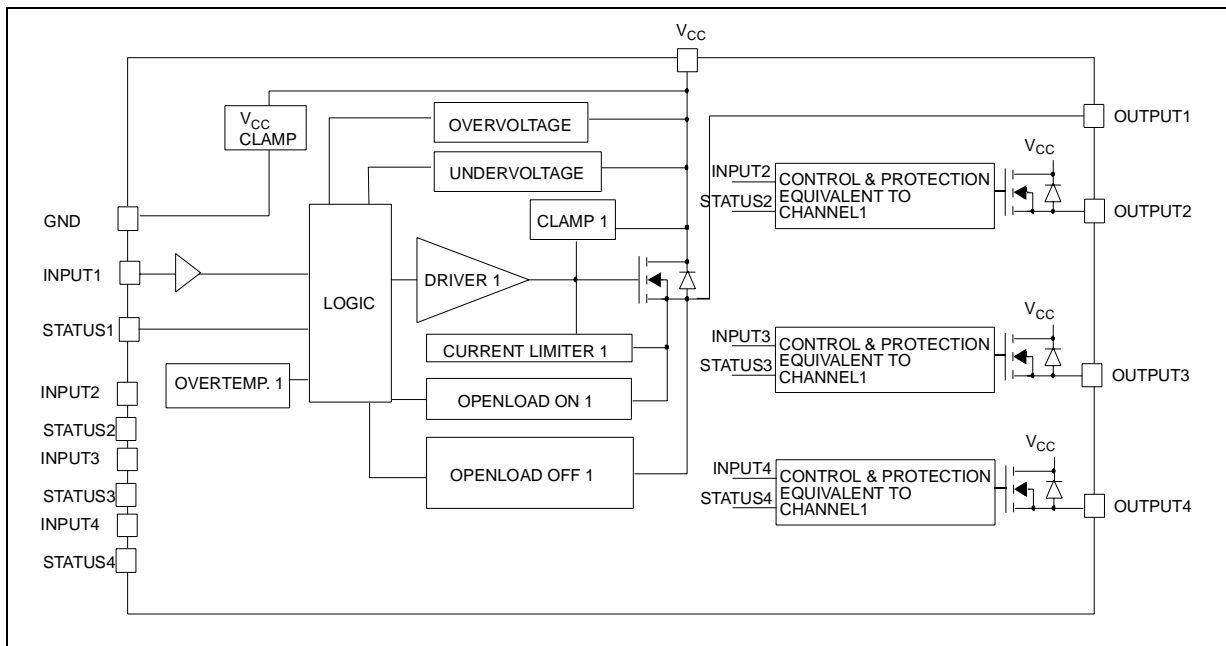 VCC
VCC
CLAMP
OVERVOLTAGE
UNDERVOLTAGE
CLAMP 1
GND
INPUT1
STATUS1
LOGIC
DRIVER 1
CURRENT LIMITER 1
OVERTEMP. 1
OPENLOAD ON 1
OPENLOAD OFF 1
INPUT2
STATUS2
INPUT3
STATUS3
INPUT4
STATUS4
OUTPUT1
INPUT2
STATUS2
CONTROL & PROTECTION
EQUIVALENT TO
CHANNEL1
VCC
OUTPUT2
INPUT3
STATUS3
CONTROL & PROTECTION
EQUIVALENT TO
CHANNEL1
VCC
OUTPUT3
INPUT4
STATUS4
CONTROL & PROTECTION
EQUIVALENT TO
CHANNEL1
VCC
OUTPUT4